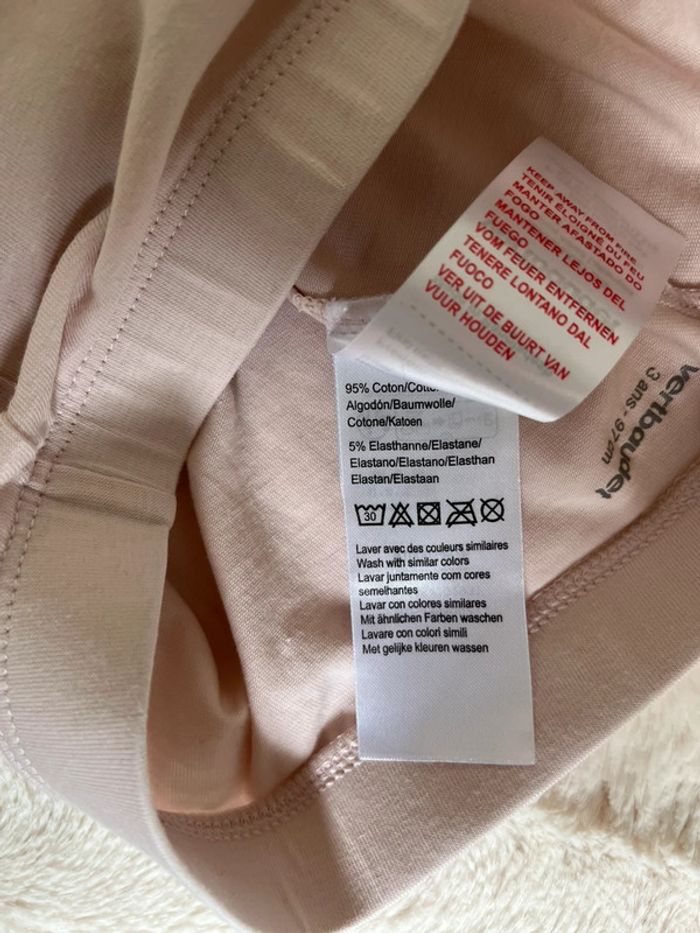 KEEP AWAY FROM FIRE
TENIR ÉLOIGNÉ DU FEU
MANTER AFASTADO DO
FOGO
MANTENER LEJOS DEL
FUEGO
VOM FEUER ENTFERNEN
TENERE LONTANO DAL
FUOCO
VER UIT DE BUURT VAN
VUUR HOUDEN
vertbaudet
3 ans - 97cm
95% Coton/
Algodón/Baumwolle/
Cotone/Katoen
5% Elasthanne/Elastane/
Elastano/Elastano/Elasthan
Elastan/Elastaan
30
Laver avec des couleurs similaires
Wash with similar colors
Lavar juntamente com cores
semelhantes
Lavar con colores similares
Mit ähnlichen Farben waschen
Lavare con colori simili
Met gelijke kleuren wassen